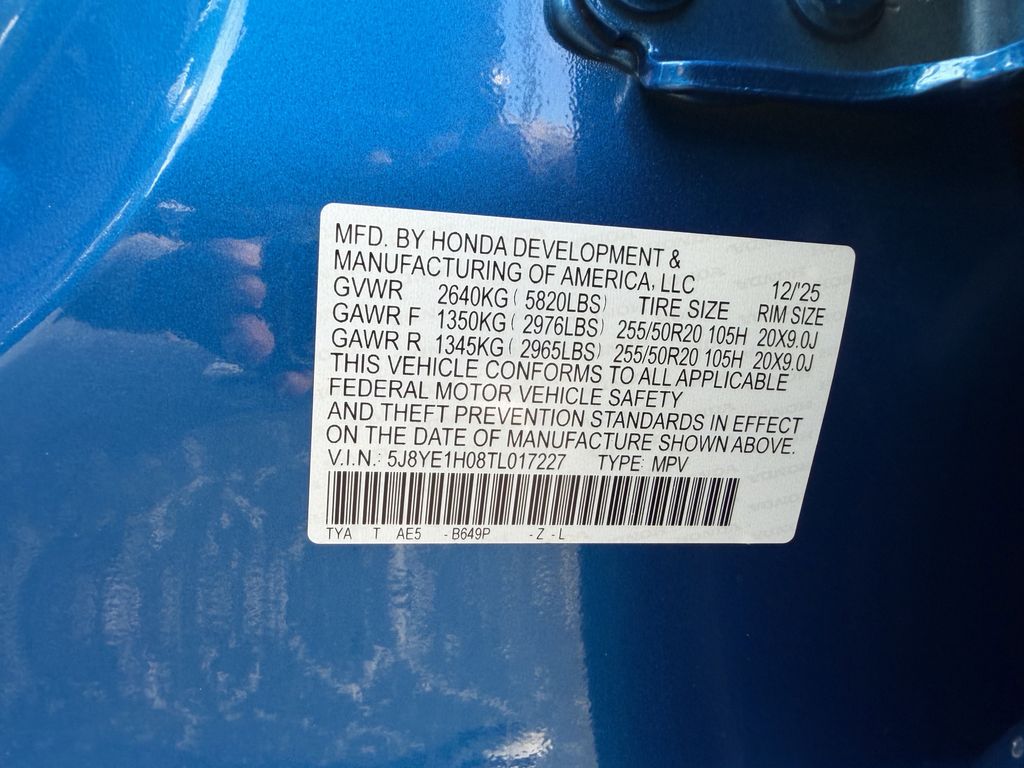 MFD. BY HONDA DEVELOPMENT &
MANUFACTURING OF AMERICA, LLC 12/'25
GVWR 2640KG ( 5820LBS) TIRE SIZE RIM SIZE
GAWR F 1350KG ( 2976LBS) 255/50R20 105H 20X9.0J
GAWR R 1345KG ( 2965LBS) 255/50R20 105H 20X9.0J
THIS VEHICLE CONFORMS TO ALL APPLICABLE
FEDERAL MOTOR VEHICLE SAFETY
AND THEFT PREVENTION STANDARDS IN EFFECT
ON THE DATE OF MANUFACTURE SHOWN ABOVE.
V.I.N.: 5J8YE1H08TL017227 TYPE: MPV
TYA T AE5 -B649P -Z -L